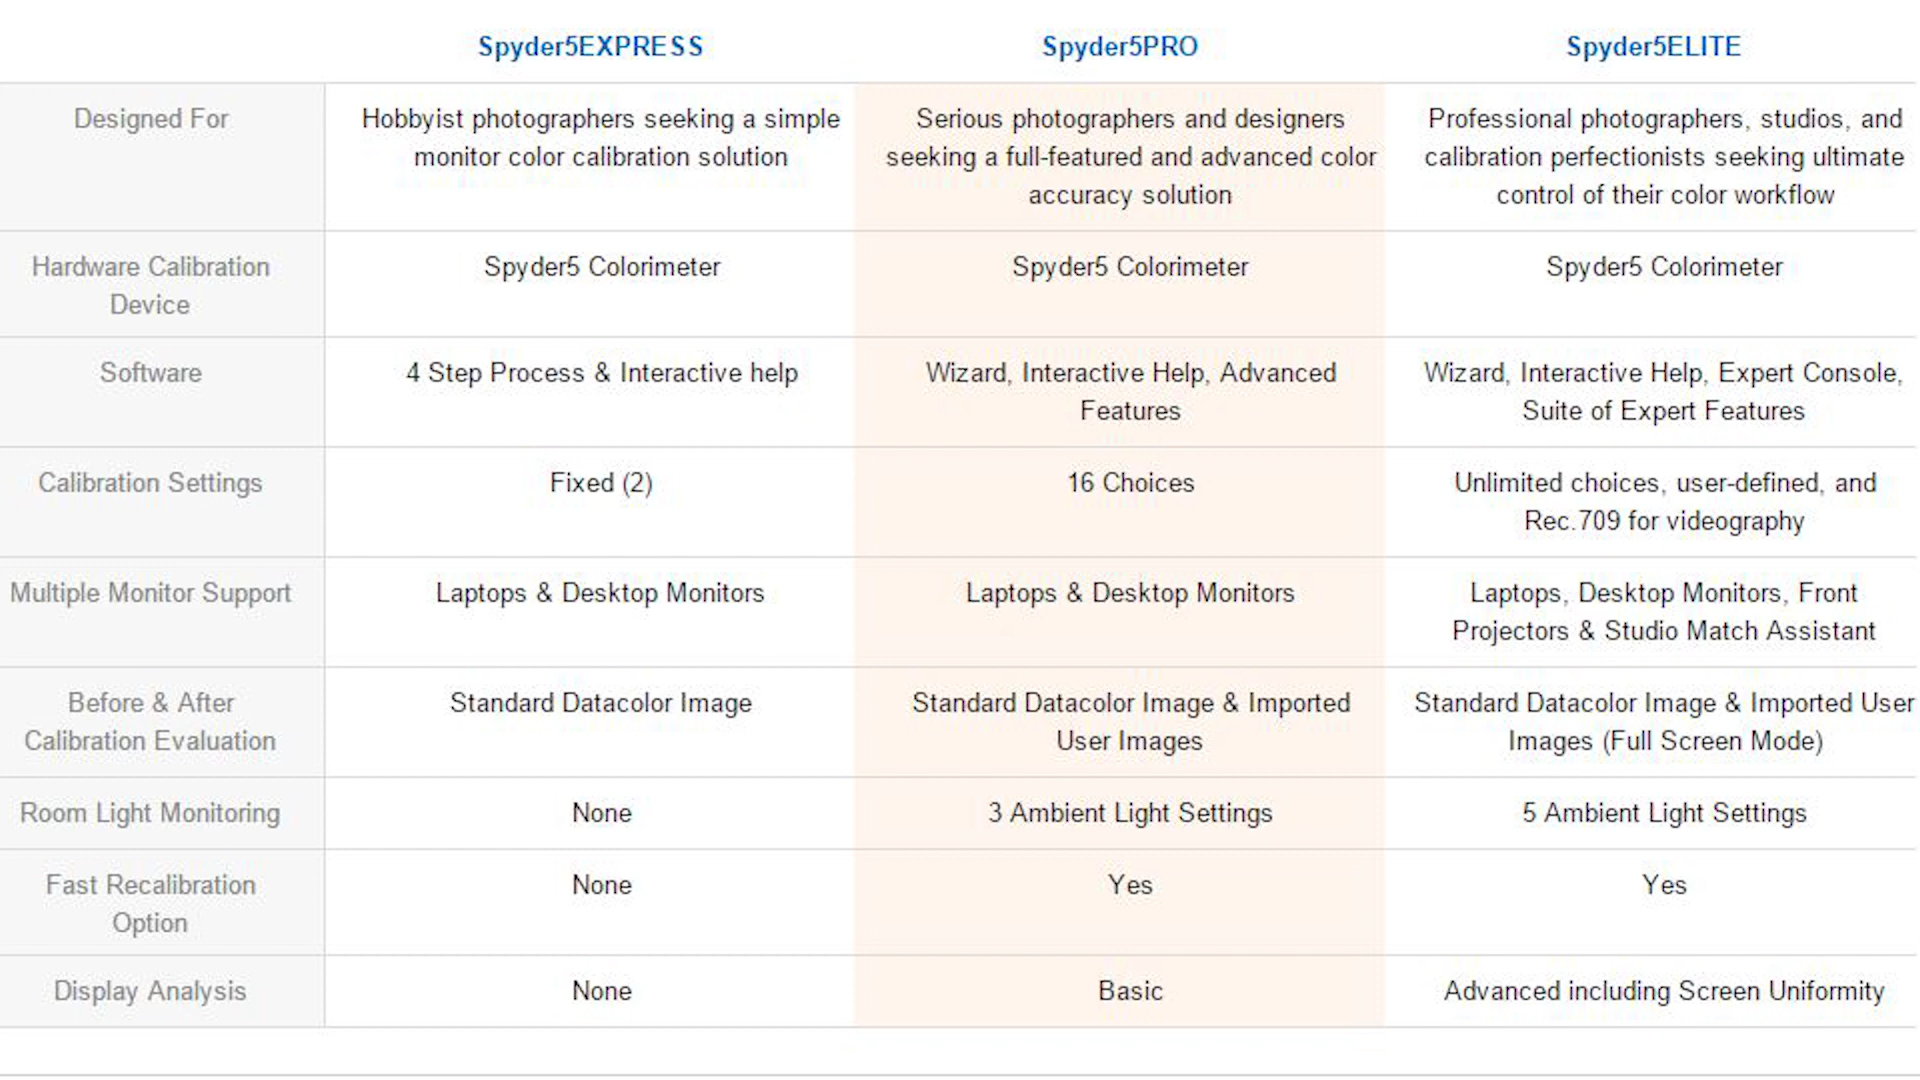 Spyder5EXPRESS Spyder5PRO Spyder5ELITE
Designed For
Hobbyist photographers seeking a simple
monitor color calibration solution
Serious photographers and designers
seeking a full-featured and advanced color
accuracy solution
Professional photographers, studios, and
calibration perfectionists seeking ultimate
control of their color workflow
Hardware Calibration
Device
Spyder5 Colorimeter
Spyder5 Colorimeter
Spyder5 Colorimeter
Software
4 Step Process & Interactive help
Wizard, Interactive Help, Advanced
Features
Wizard, Interactive Help, Expert Console,
Suite of Expert Features
Calibration Settings
Fixed (2)
16 Choices
Unlimited choices, user-defined, and
Rec.709 for videography
Multiple Monitor Support
Laptops & Desktop Monitors
Laptops & Desktop Monitors
Laptops, Desktop Monitors, Front
Projectors & Studio Match Assistant
Before & After
Calibration Evaluation
Standard Datacolor Image
Standard Datacolor Image & Imported
User Images
Standard Datacolor Image & Imported User
Images (Full Screen Mode)
Room Light Monitoring
None
3 Ambient Light Settings
5 Ambient Light Settings
Fast Recalibration
Option
None
Yes
Yes
Display Analysis
None
Basic
Advanced including Screen Uniformity